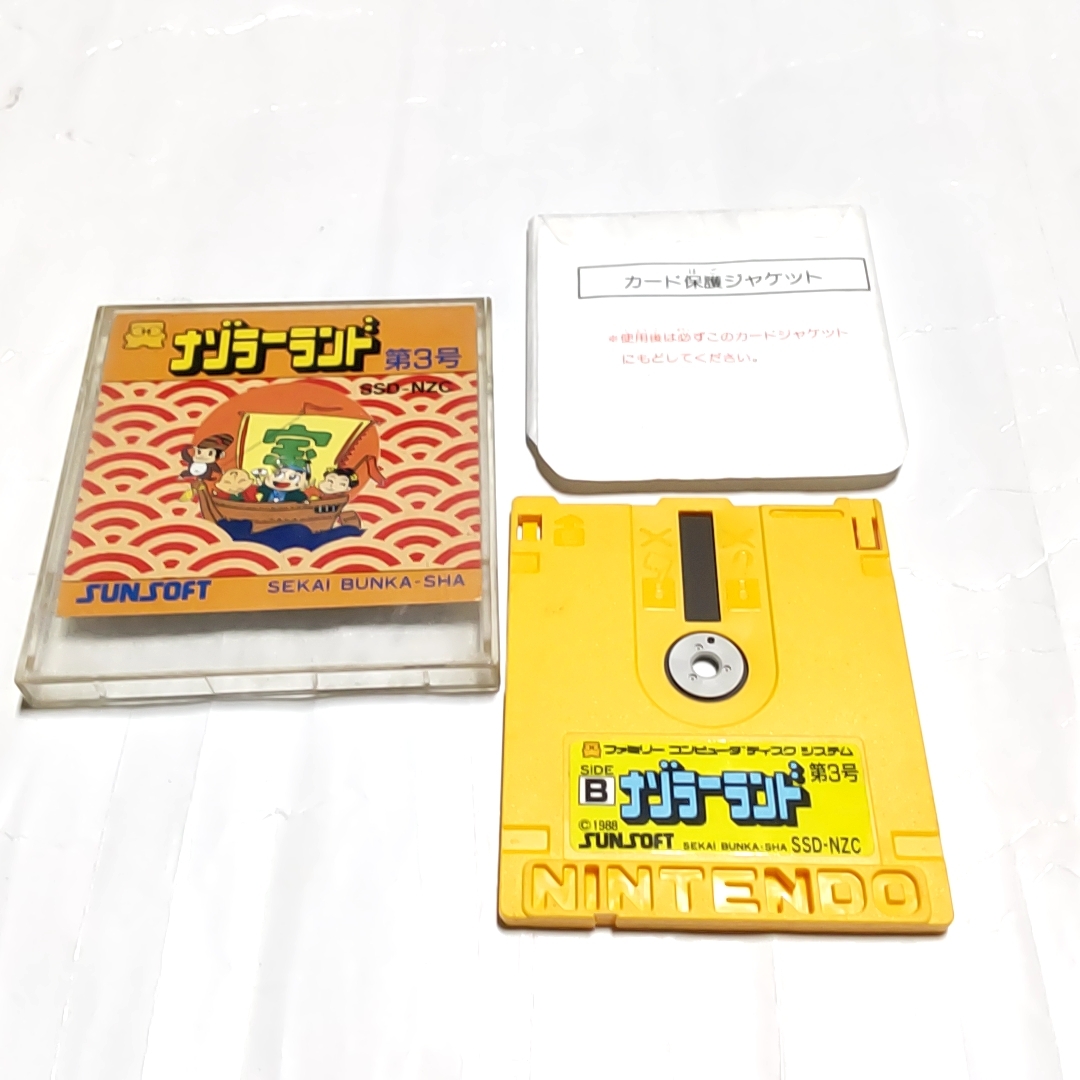 ナゾラーランド 第3号
SSD-NZC
宝
SUNSOFT SEKAI BUNKA-SHA
カード保護ジャケット
ほご
※使用後は必ずこのカードジャケット
にもどしてください。
ファミリー コンピュータ ディスク システム
SIDE
B ナゾラーランド 第3号
©1988
SUNSOFT SEKAI BUNKA-SHA SSD-NZC
NINTENDO